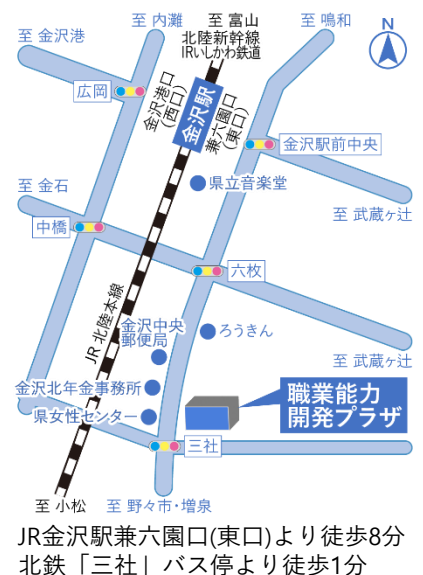 至 内灘
至 富山
北陸新幹線
IRいしかわ鉄道
至 鳴和
N
至 金沢港
広岡
金沢港口
(西口)
金沢駅
兼六園口
(東口)
金沢駅前中央
県立音楽堂
至 金石
至 武蔵ヶ辻
中橋
六枚
JR 北陸本線
金沢中央
郵便局
ろうきん
至 武蔵ヶ辻
金沢北年金事務所
職業能力
開発プラザ
県女性センター
三社
至 小松
至 野々市・増泉
JR金沢駅兼六園口(東口)より徒歩8分
北鉄「三社」バス停より徒歩1分